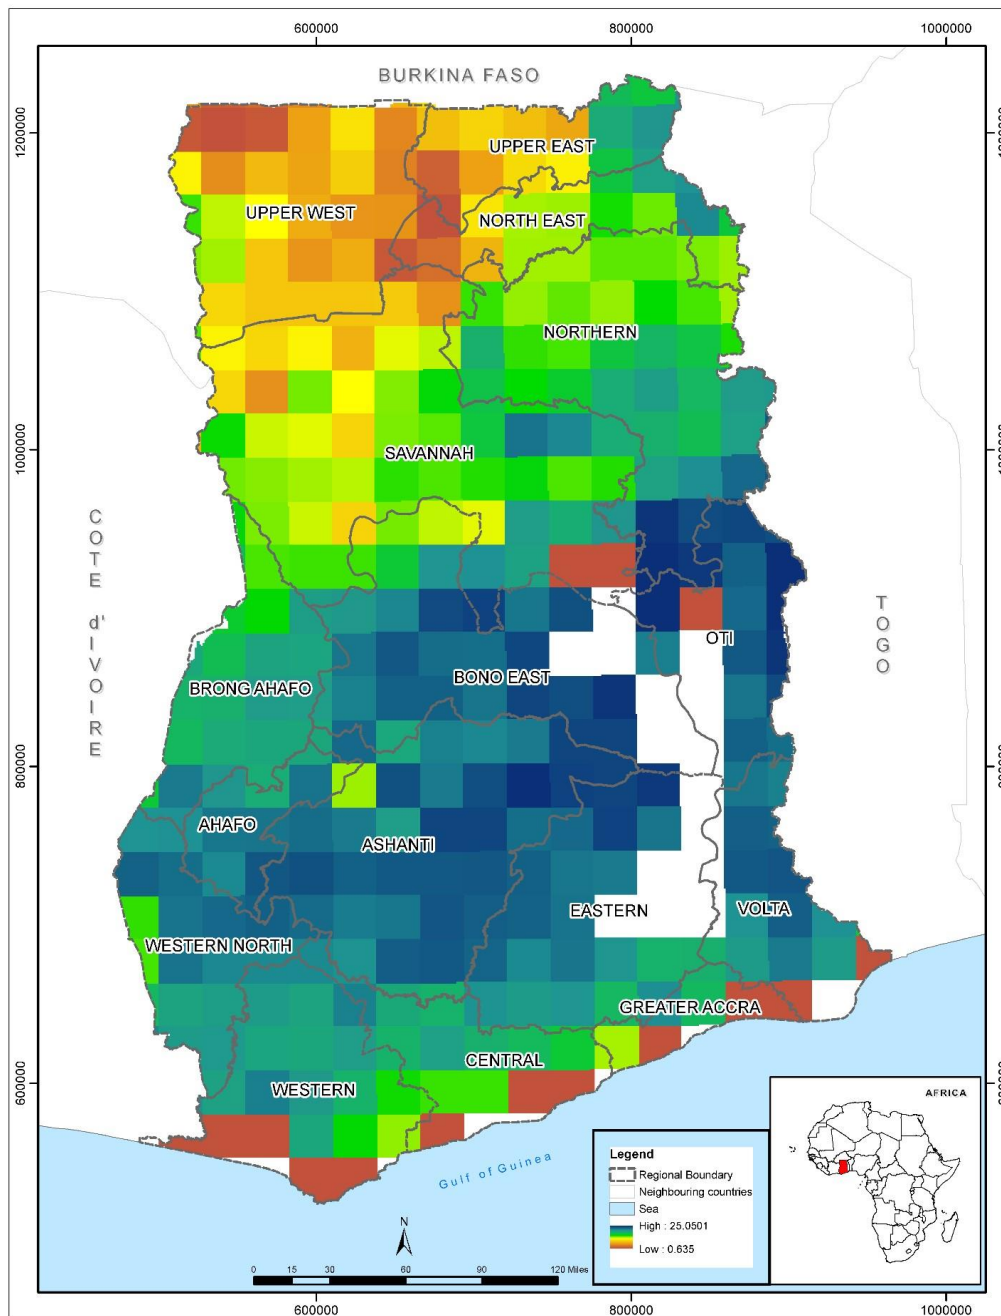 600000 800000 1000000
BURKINA FASO
1200000
UPPER EAST
UPPER WEST
NORTH EAST
NORTHERN
1000000
SAVANNAH
COTE d'IVOIRE
TOGO
OTI
BONO EAST
BRONG AHAFO
800000
AHAFO
ASHANTI
EASTERN
VOLTA
WESTERN NORTH
GREATER ACCRA
CENTRAL
600000
WESTERN
AFRICA
Gulf of Guinea
Legend
Regional Boundary
Neighbouring countries
Sea
High : 25.0501
Low : 0.635
N
0 15 30 60 90 120 Miles
600000 800000 1000000